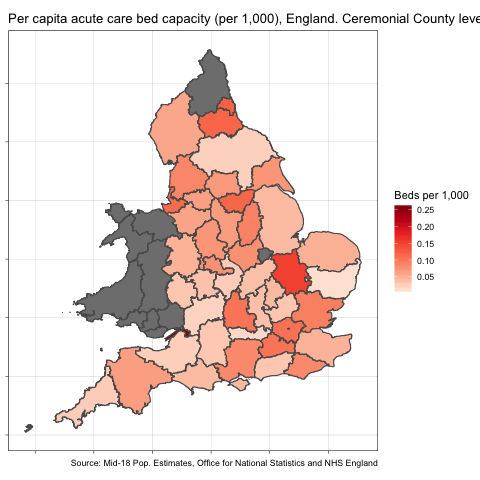 Per capita acute care bed capacity (per 1,000), England. Ceremonial County leve
Beds per 1,000
0.25
0.20
0.15
0.10
0.05
Source: Mid-18 Pop. Estimates, Office for National Statistics and NHS England